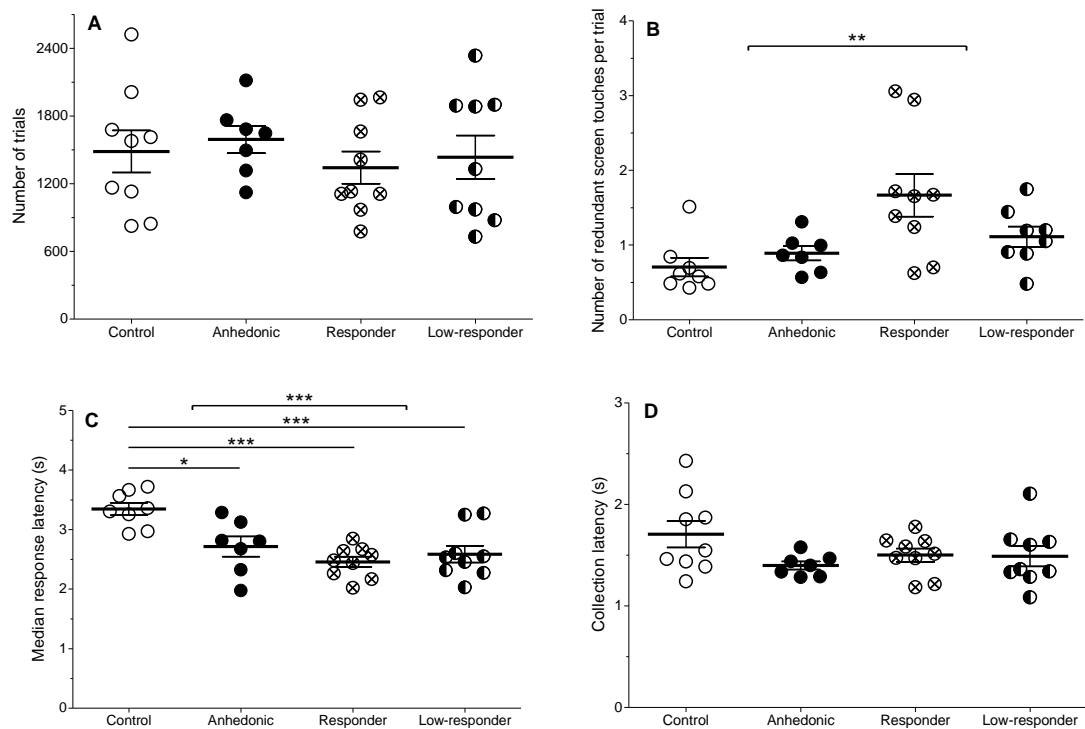 A
Number of trials
2400
1800
1200
600
0
Control Anhedonic Responder Low-responder
B
Number of redundant screen touches per trial
4
3
2
1
0
**
Control Anhedonic Responder Low-responder
C
Median response latency (s)
5
4
3
2
1
0
***
***
***
*
Control Anhedonic Responder Low-responder
D
Collection latency (s)
3
2
1
0
Control Anhedonic Responder Low-responder